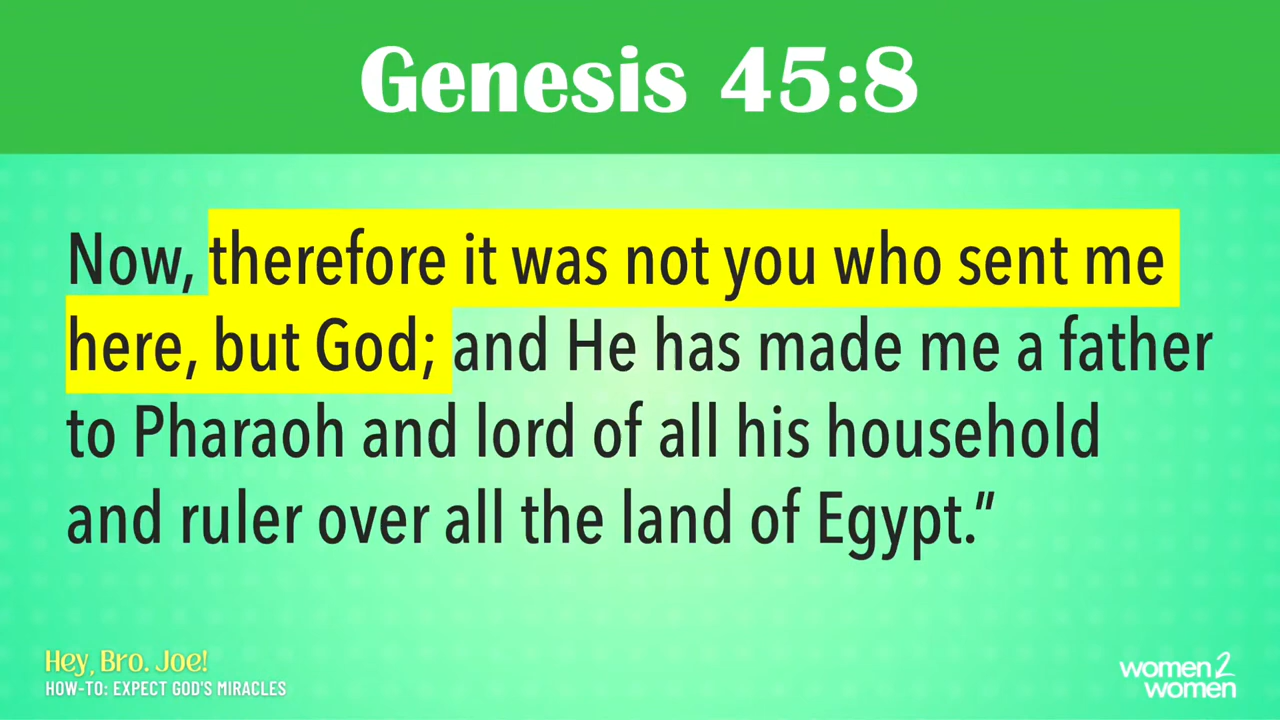 Genesis 45:8
Now, therefore it was not you who sent me
here, but God; and He has made me a father
to Pharaoh and lord of all his household
and ruler over all the land of Egypt.”
Hey, Bro. Joe!
HOW-TO: EXPECT GOD'S MIRACLES
women2
women